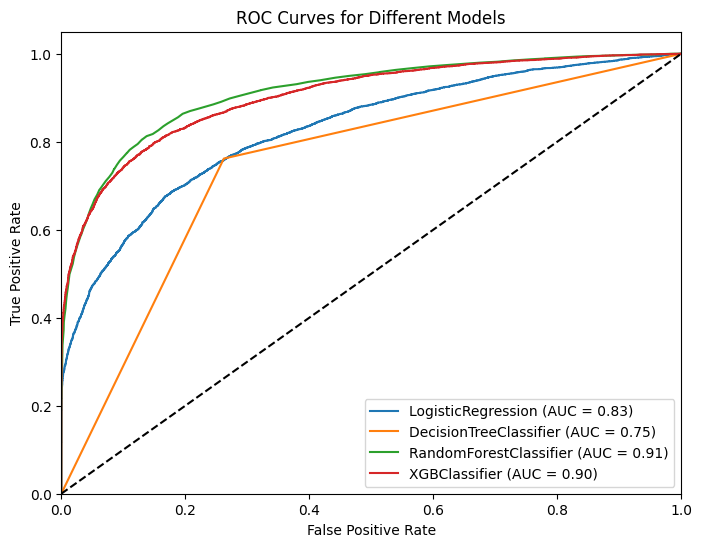 ROC Curves for Different Models
1.0
0.8
0.6
0.4
0.2
0.0
True Positive Rate
LogisticRegression (AUC = 0.83)
DecisionTreeClassifier (AUC = 0.75)
RandomForestClassifier (AUC = 0.91)
XGBClassifier (AUC = 0.90)
0.0 0.2 0.4 0.6 0.8 1.0
False Positive Rate